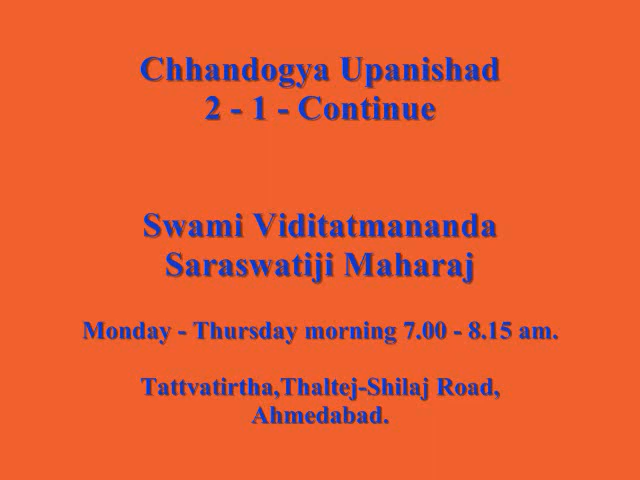 Chhandogya Upanishad
2 - 1 - Continue
Swami Viditatmananda
Saraswatiji Maharaj
Monday - Thursday morning 7.00 - 8.15 am.
Tattvatirtha,Thaltej-Shilaj Road,
Ahmedabad.